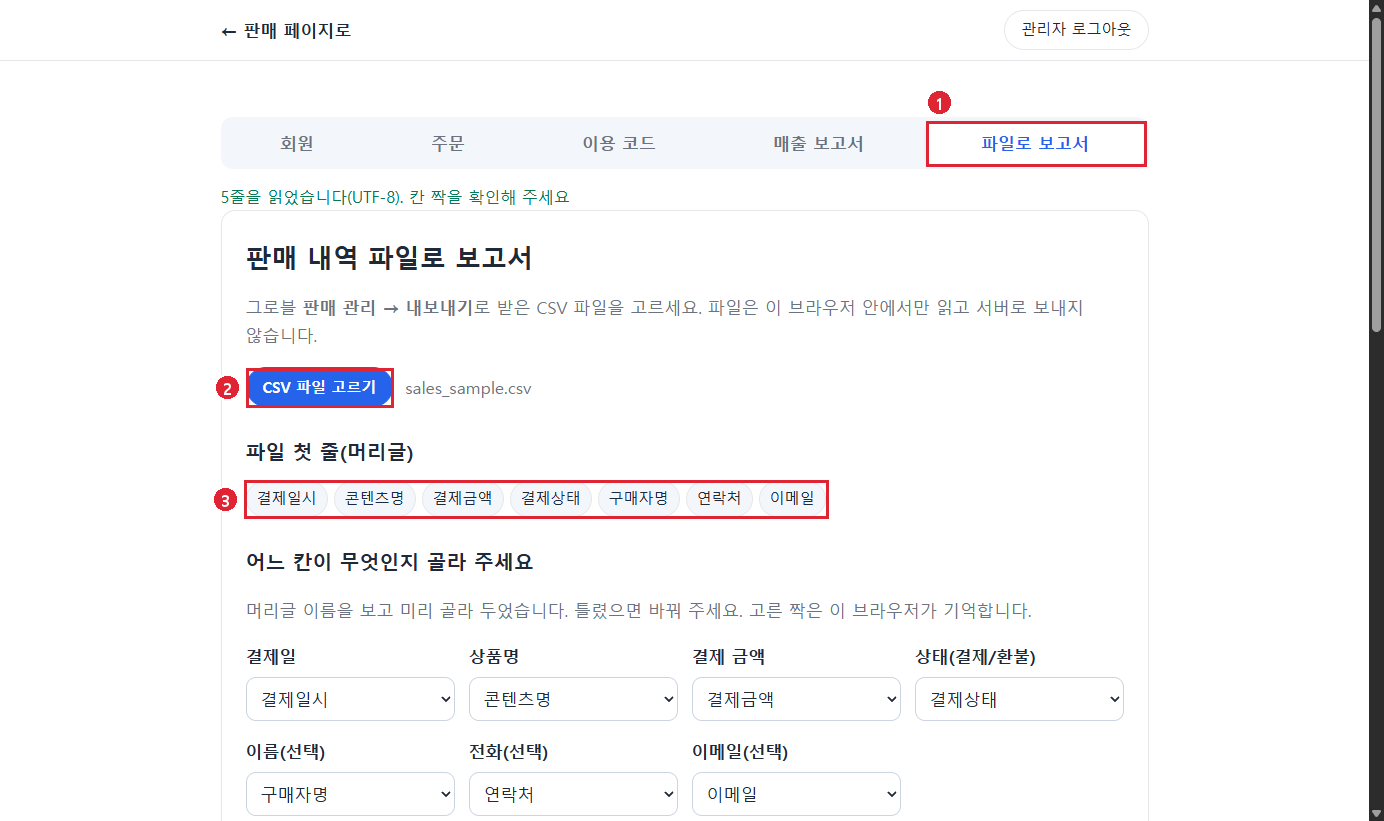 ← 판매 페이지로
관리자 로그아웃
1
회원 주문 이용 코드 매출 보고서 파일로 보고서
5줄을 읽었습니다(UTF-8). 칸 짝을 확인해 주세요
판매 내역 파일로 보고서
그로블 판매 관리 → 내보내기로 받은 CSV 파일을 고르세요. 파일은 이 브라우저 안에서만 읽고 서버로 보내지
않습니다.
2 CSV 파일 고르기 sales_sample.csv
파일 첫 줄(머리글)
3 결제일시 콘텐츠명 결제금액 결제상태 구매자명 연락처 이메일
어느 칸이 무엇인지 골라 주세요
머리글 이름을 보고 미리 골라 두었습니다. 틀렸으면 바꿔 주세요. 고른 짝은 이 브라우저가 기억합니다.
결제일 상품명 결제 금액 상태(결제/환불)
결제일시 콘텐츠명 결제금액 결제상태
이름(선택) 전화(선택) 이메일(선택)
구매자명 연락처 이메일